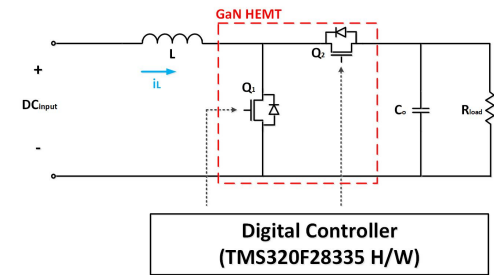 GaN HEMT
L
Q₂
+
iL
Q₁
DCinput
Co
Rload
-
Digital Controller
(TMS320F28335 H/W)